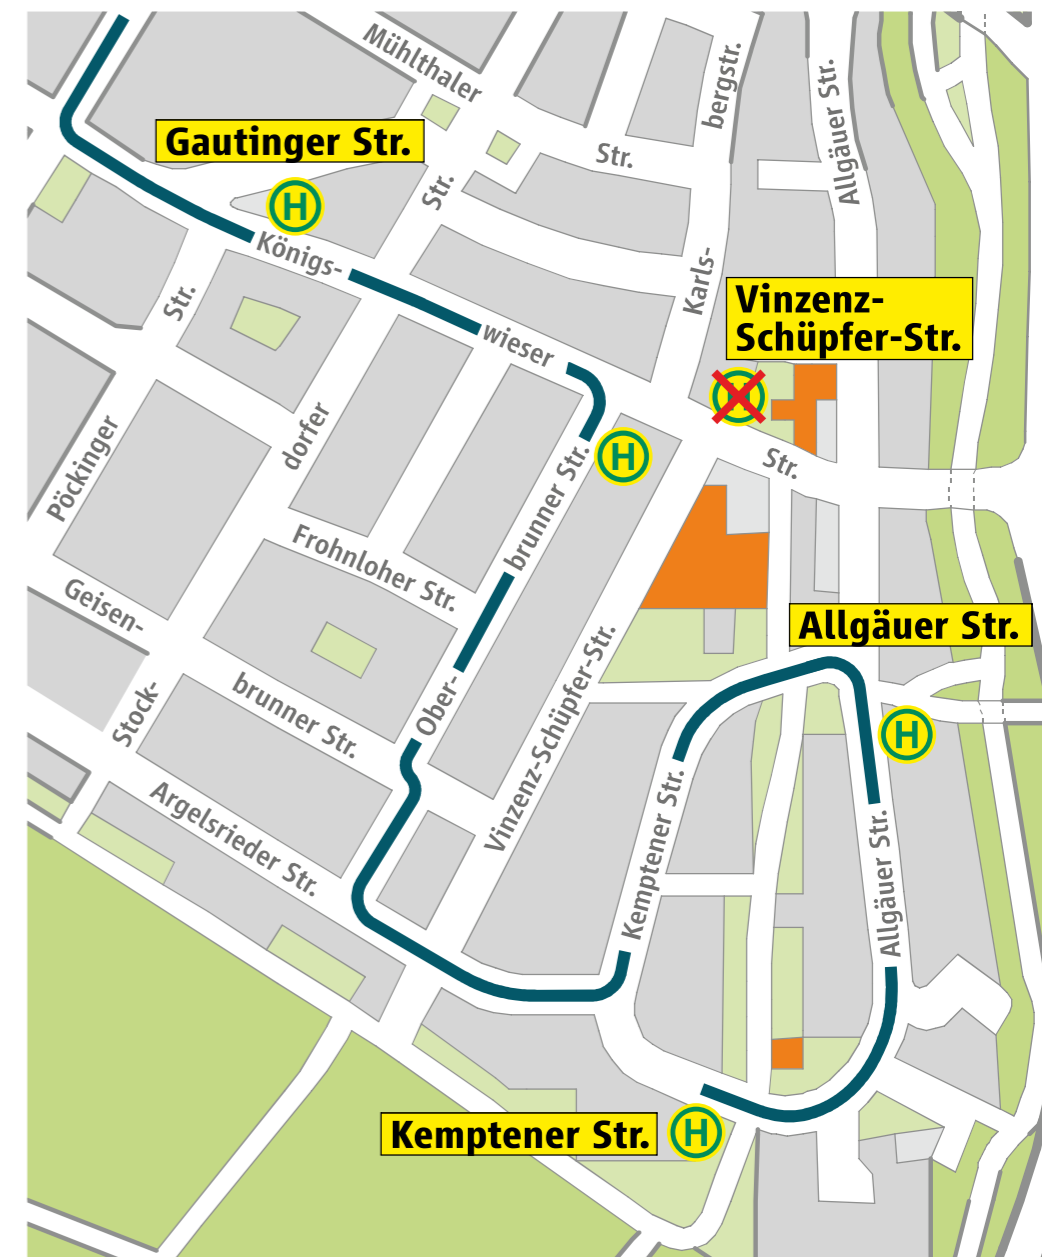 Mühlthaler
bergstr.
Allgäuer Str.
Gautinger Str.
Str.
Str.
H
Königs-
Karls-
Vinzenz-
Schüpfer-Str.
Str.
wieser
H
dorfer
Pöckinger
brunner Str.
H
Str.
Frohnloher Str.
Geisen-
Allgäuer Str.
Vinzenz-Schüpfer-Str.
Stock-
brunner Str.
Ober-
H
Argelsrieder Str.
Kemptener Str.
Allgäuer Str.
Kemptener Str.
H